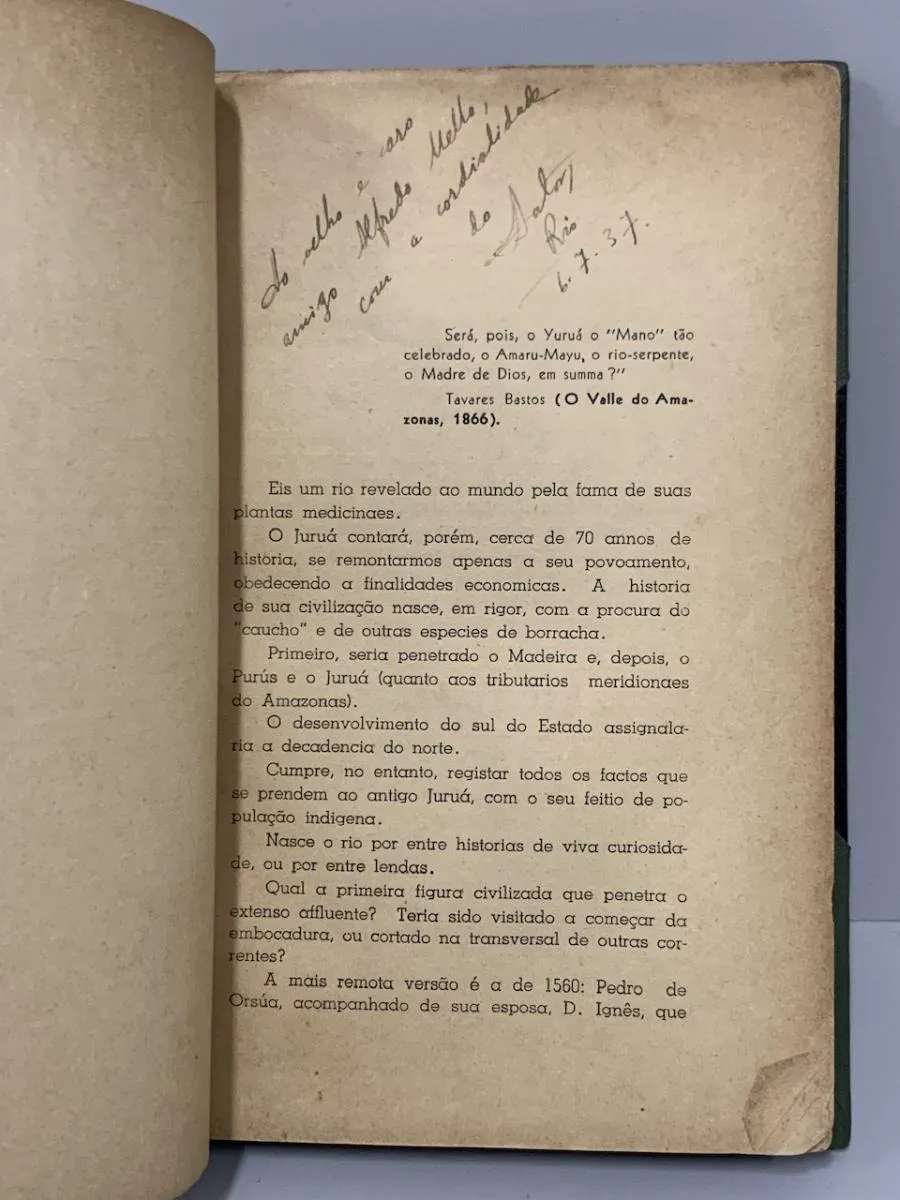 Ao velho e caro
amigo Alfredo Mello,
com a cordialidade
do
Rio
6.7.37.
Será, pois, o Yuruá o "Mano" tão
celebrado, o Amaru-Mayu, o rio-serpente,
o Madre de Dios, em summa?"
Tavares Bastos (O Valle do Ama-
zonas, 1866).
Eis um rio revelado ao mundo pela fama de suas
plantas medicinaes.
O Juruá contará, porém, cerca de 70 annos de
historia, se remontarmos apenas a seu povoamento,
obedecendo a finalidades economicas. A historia
de sua civilização nasce, em rigor, com a procura do
"caucho" e de outras especies de borracha.
Primeiro, seria penetrado o Madeira e, depois, o
Purús e o Juruá (quanto aos tributarios meridionaes
do Amazonas).
O desenvolvimento do sul do Estado assignala-
ria a decadencia do norte.
Cumpre, no entanto, registar todos os factos que
se prendem ao antigo Juruá, com o seu feitio de po-
pulação indigena.
Nasce o rio por entre historias de viva curiosida-
de, ou por entre lendas.
Qual a primeira figura civilizada que penetra o
extenso affluente? Teria sido visitado a começar da
embocadura, ou cortado na transversal de outras cor-
rentes?
A mais remota versão é a de 1560: Pedro de
Orsúa, acompanhado de sua esposa, D. Ignês, que